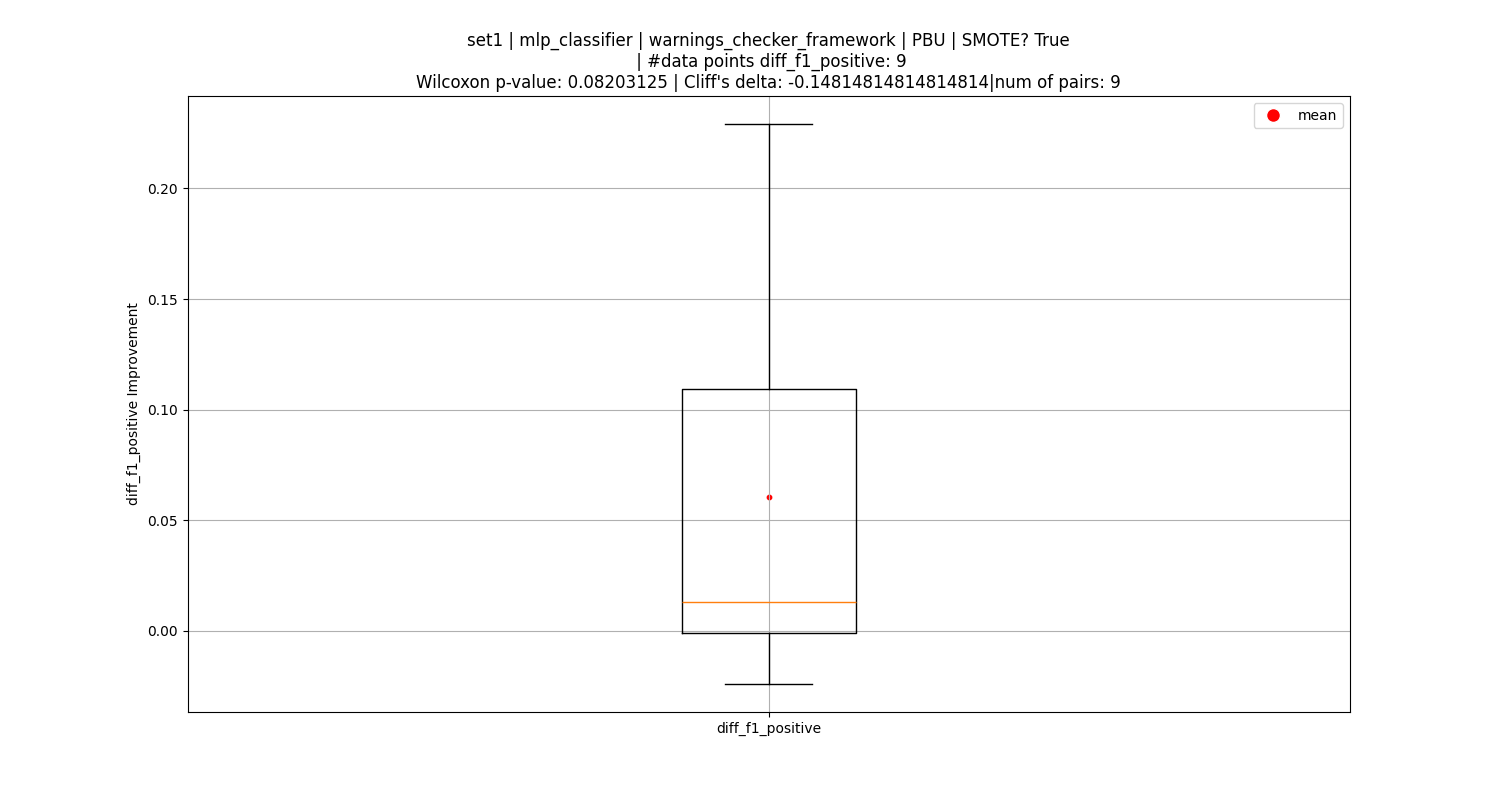 set1 | mlp_classifier | warnings_checker_framework | PBU | SMOTE? True
| #data points diff_f1_positive: 9
Wilcoxon p-value: 0.08203125 | Cliff's delta: -0.14814814814814814|num of pairs: 9
mean
0.20
0.15
0.10
0.05
0.00
diff_f1_positive Improvement
diff_f1_positive